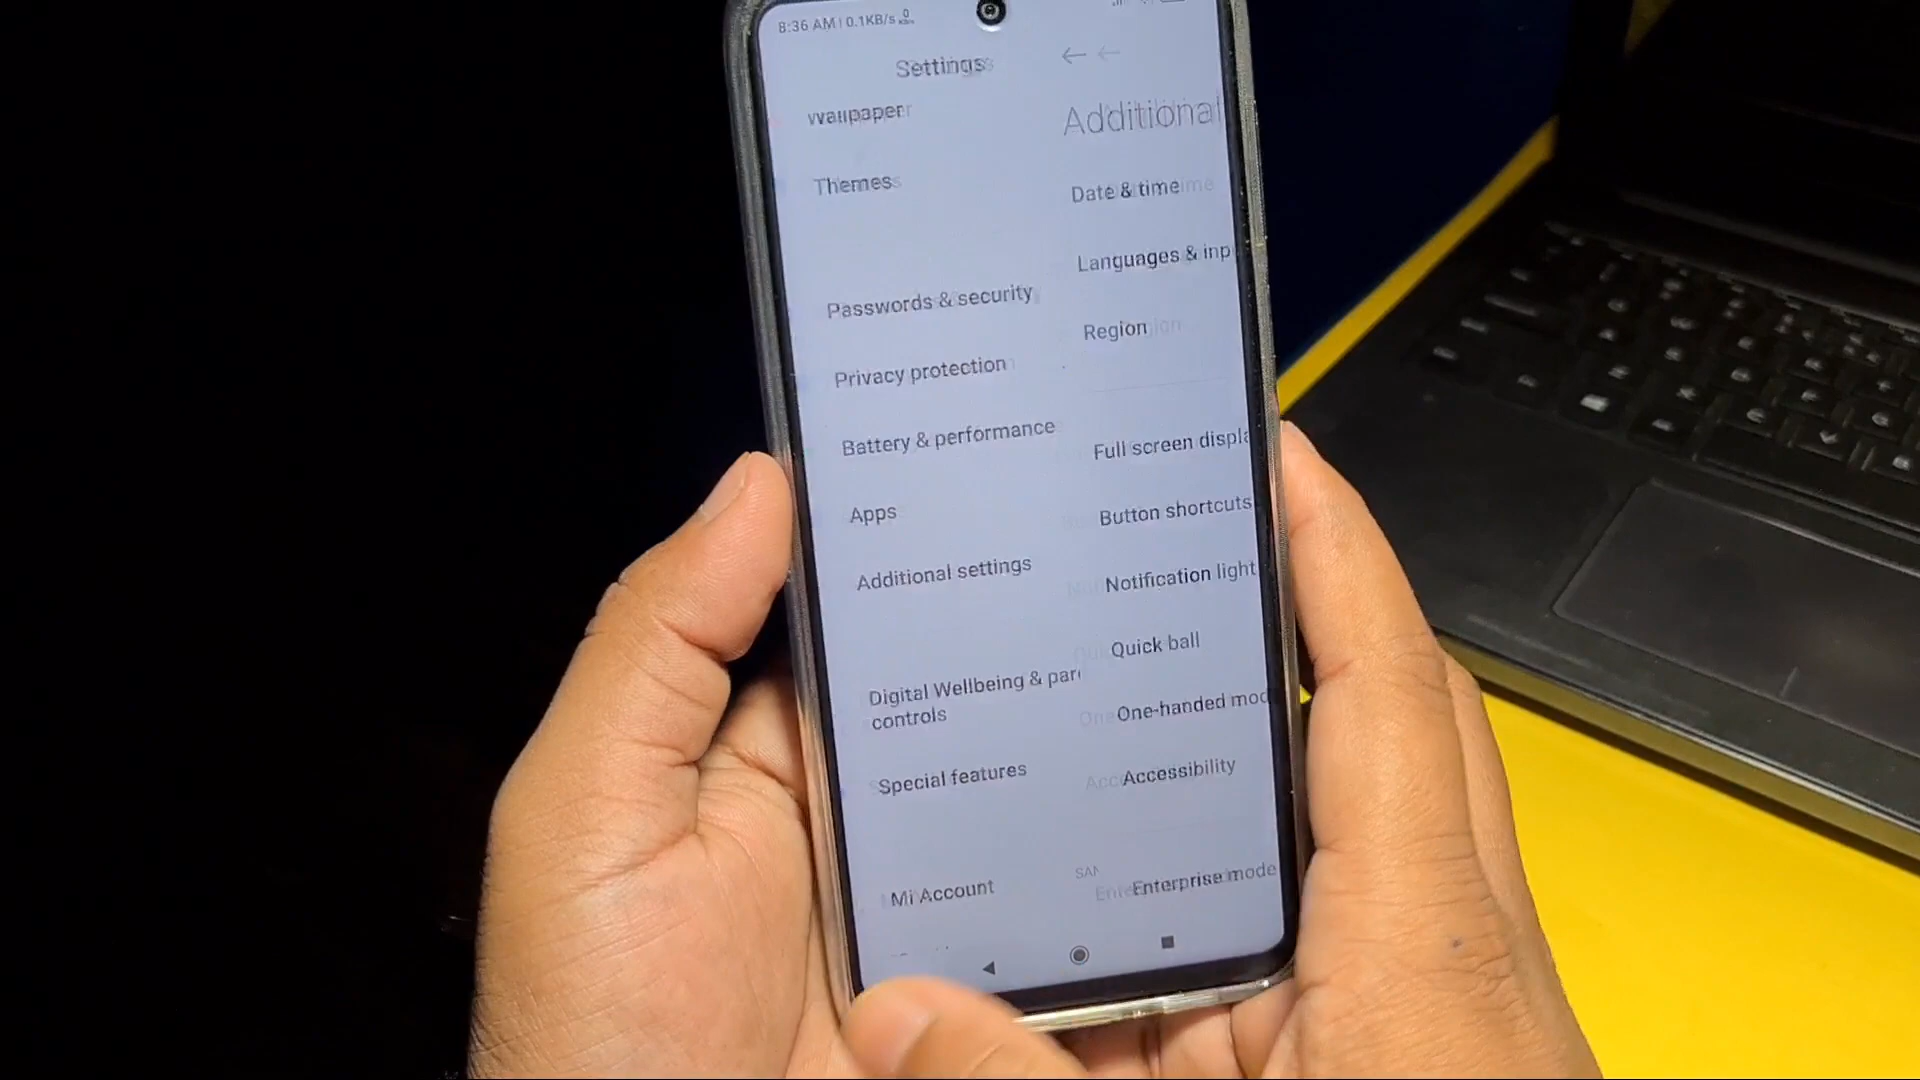 8:36 AM | 0.1KB/s
Settings
Wallpaper
Themes
Passwords & security
Privacy protection
Battery & performance
Apps
Additional settings
Digital Wellbeing & par
controls
Special features
Mi Account
Additional
Date & time
Languages & inp
Region
Full screen displa
Button shortcuts
Notification light
Quick ball
One-handed mod
Accessibility
Enterprise mode